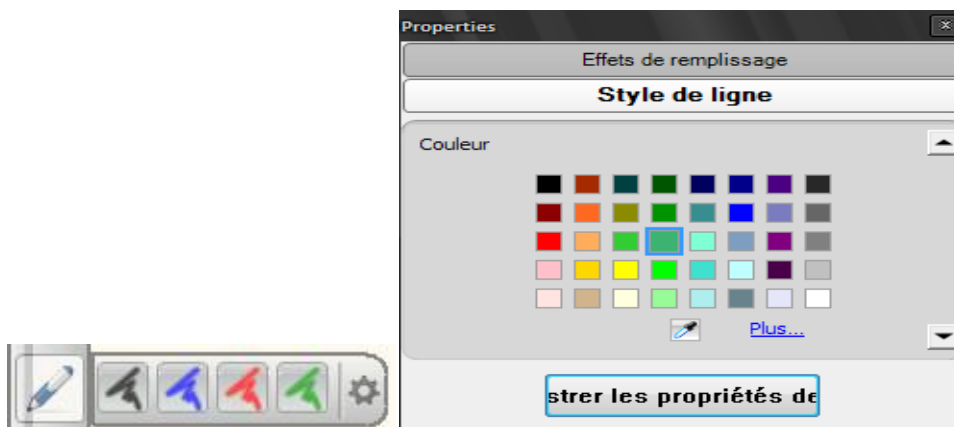 Properties
Effets de remplissage
Style de ligne
Couleur
Plus...
strer les propriétés de